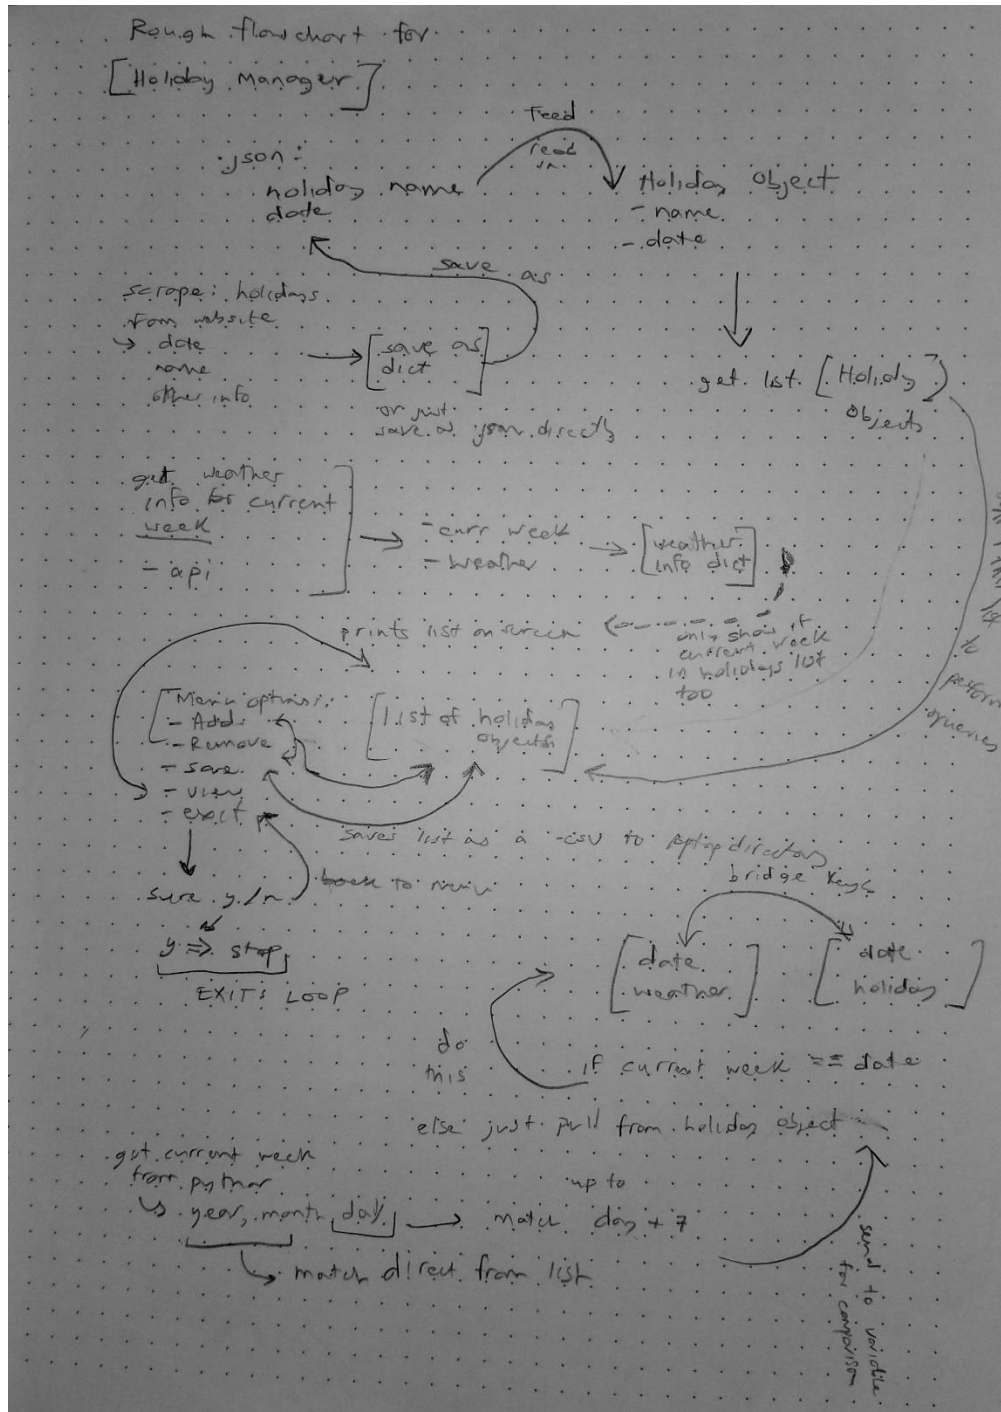 Rough flowchart for
[Holiday Manager]
Feed
read
in
.json:
holiday name
date
Holiday Object
- name
- date
save as
scrape: holidays
from website
↳ date
name
other info
[save as
dict]
or just
save as json directly
get list [Holiday]
objects
get weather
info for current
week
- api
- curr week
- weather
[weather
info dict]
prints list on screen
only show if
current week
in holidays list
too
to
perform
queries
Menu options:
- Add
- Remove
- save
- view
- exit
[list of holiday
objects]
saves list as a .csv to laptop directory
back to menu
sure y/n
y => stop
EXITS LOOP
bridge keys
[date
weather]
[date
holiday]
do
this
if current week == date
else just pull from holiday object
get current week
from python
↳ year, month, day
up to
match day + 7
↳ match direct from list
send to variable
for comparison